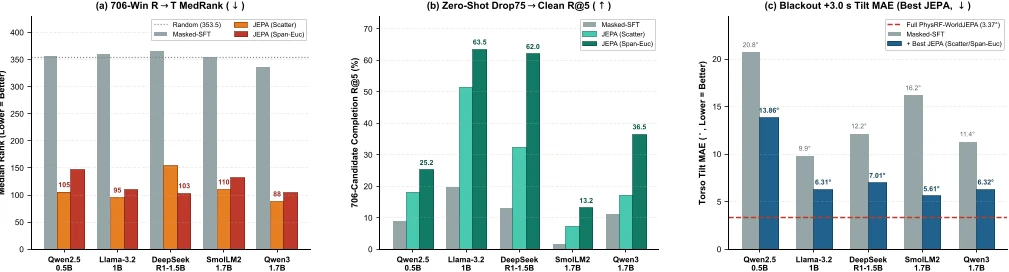 (a) 706-Win R→T MedRank (↓)
Median Rank (Lower = Better)
400
350
300
250
200
150
100
50
0
Random (353.5)
Masked-SFT
JEPA (Scatter)
JEPA (Span-Euc)
105
95
103
110
88
Qwen2.5
0.5B
Llama-3.2
1B
DeepSeek
R1-1.5B
SmolLM2
1.7B
Qwen3
1.7B
(b) Zero-Shot Drop75→Clean R@5 (↑)
706-Candidate Completion R@5 (%)
70
60
50
40
30
20
10
0
Masked-SFT
JEPA (Scatter)
JEPA (Span-Euc)
25.2
63.5
62.0
13.2
36.5
Qwen2.5
0.5B
Llama-3.2
1B
DeepSeek
R1-1.5B
SmolLM2
1.7B
Qwen3
1.7B
(c) Blackout +3.0 s Tilt MAE (Best JEPA, ↓)
Torso Tilt MAE (°, Lower = Better)
20
15
10
5
0
Full PhysRF-WorldJEPA (3.37°)
Masked-SFT
+ Best JEPA (Scatter/Span-Euc)
20.8°
13.86°
9.9°
6.31°
12.2°
7.01°
16.2°
5.61°
11.4°
6.32°
Qwen2.5
0.5B
Llama-3.2
1B
DeepSeek
R1-1.5B
SmolLM2
1.7B
Qwen3
1.7B